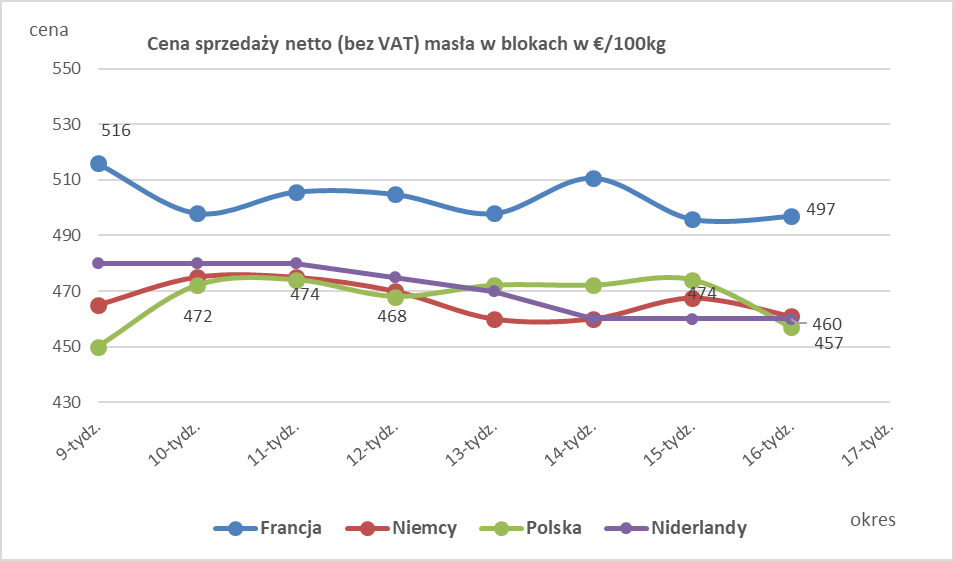 cena
Cena sprzedaży netto (bez VAT) masła w blokach w €/100kg
550
530
516
510
497
490
470
474
474
472
468
460
457
450
430
9-tydz.
10-tydz.
11-tydz.
12-tydz.
13-tydz.
14-tydz.
15-tydz.
16-tydz.
17-tydz.
okres
Francja
Niemcy
Polska
Niderlandy